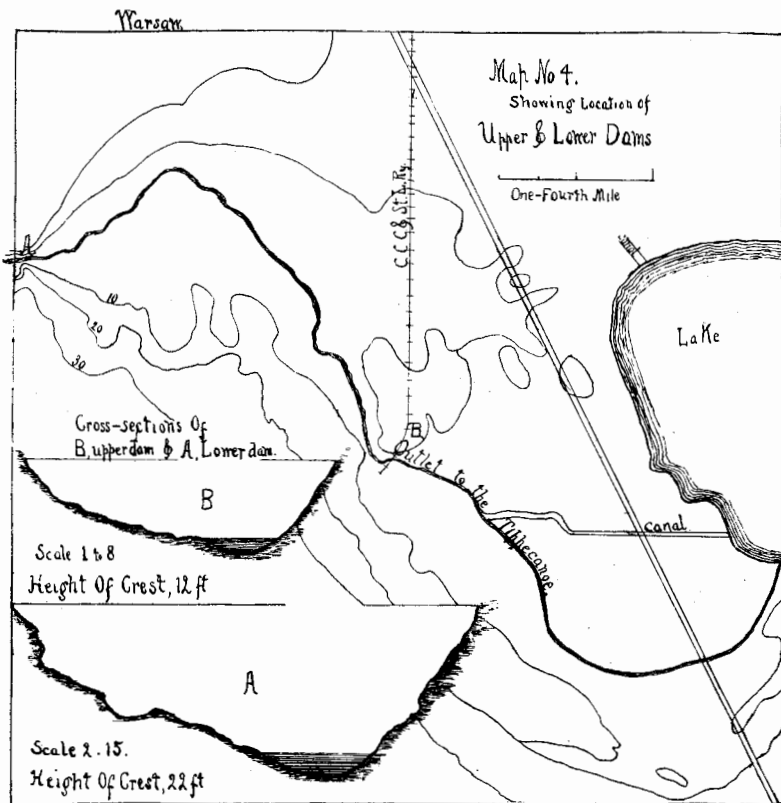 Warsaw.
Map No 4.
Showing Location of
Upper & Lower Dams
One-Fourth Mile
C C C & St. L. Ry.
A
10
20
30
Lake
Cross-sections Of
B, upper dam & A, Lower dam.
B
Outlet to the Tippecanoe.
canal
B
Scale 1 to 8
Height Of Crest, 12 ft
A
Scale 2.15.
Height Of Crest, 22 ft